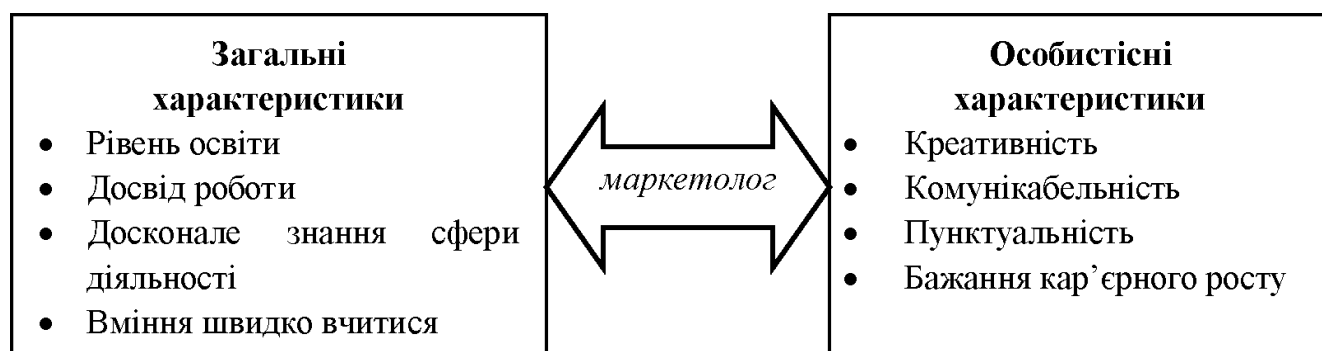 Загальні
характеристики
• Рівень освіти
• Досвід роботи
• Досконале знання сфери
діяльності
• Вміння швидко вчитися
маркетолог
Особистісні
характеристики
• Креативність
• Комунікабельність
• Пунктуальність
• Бажання кар’єрного росту